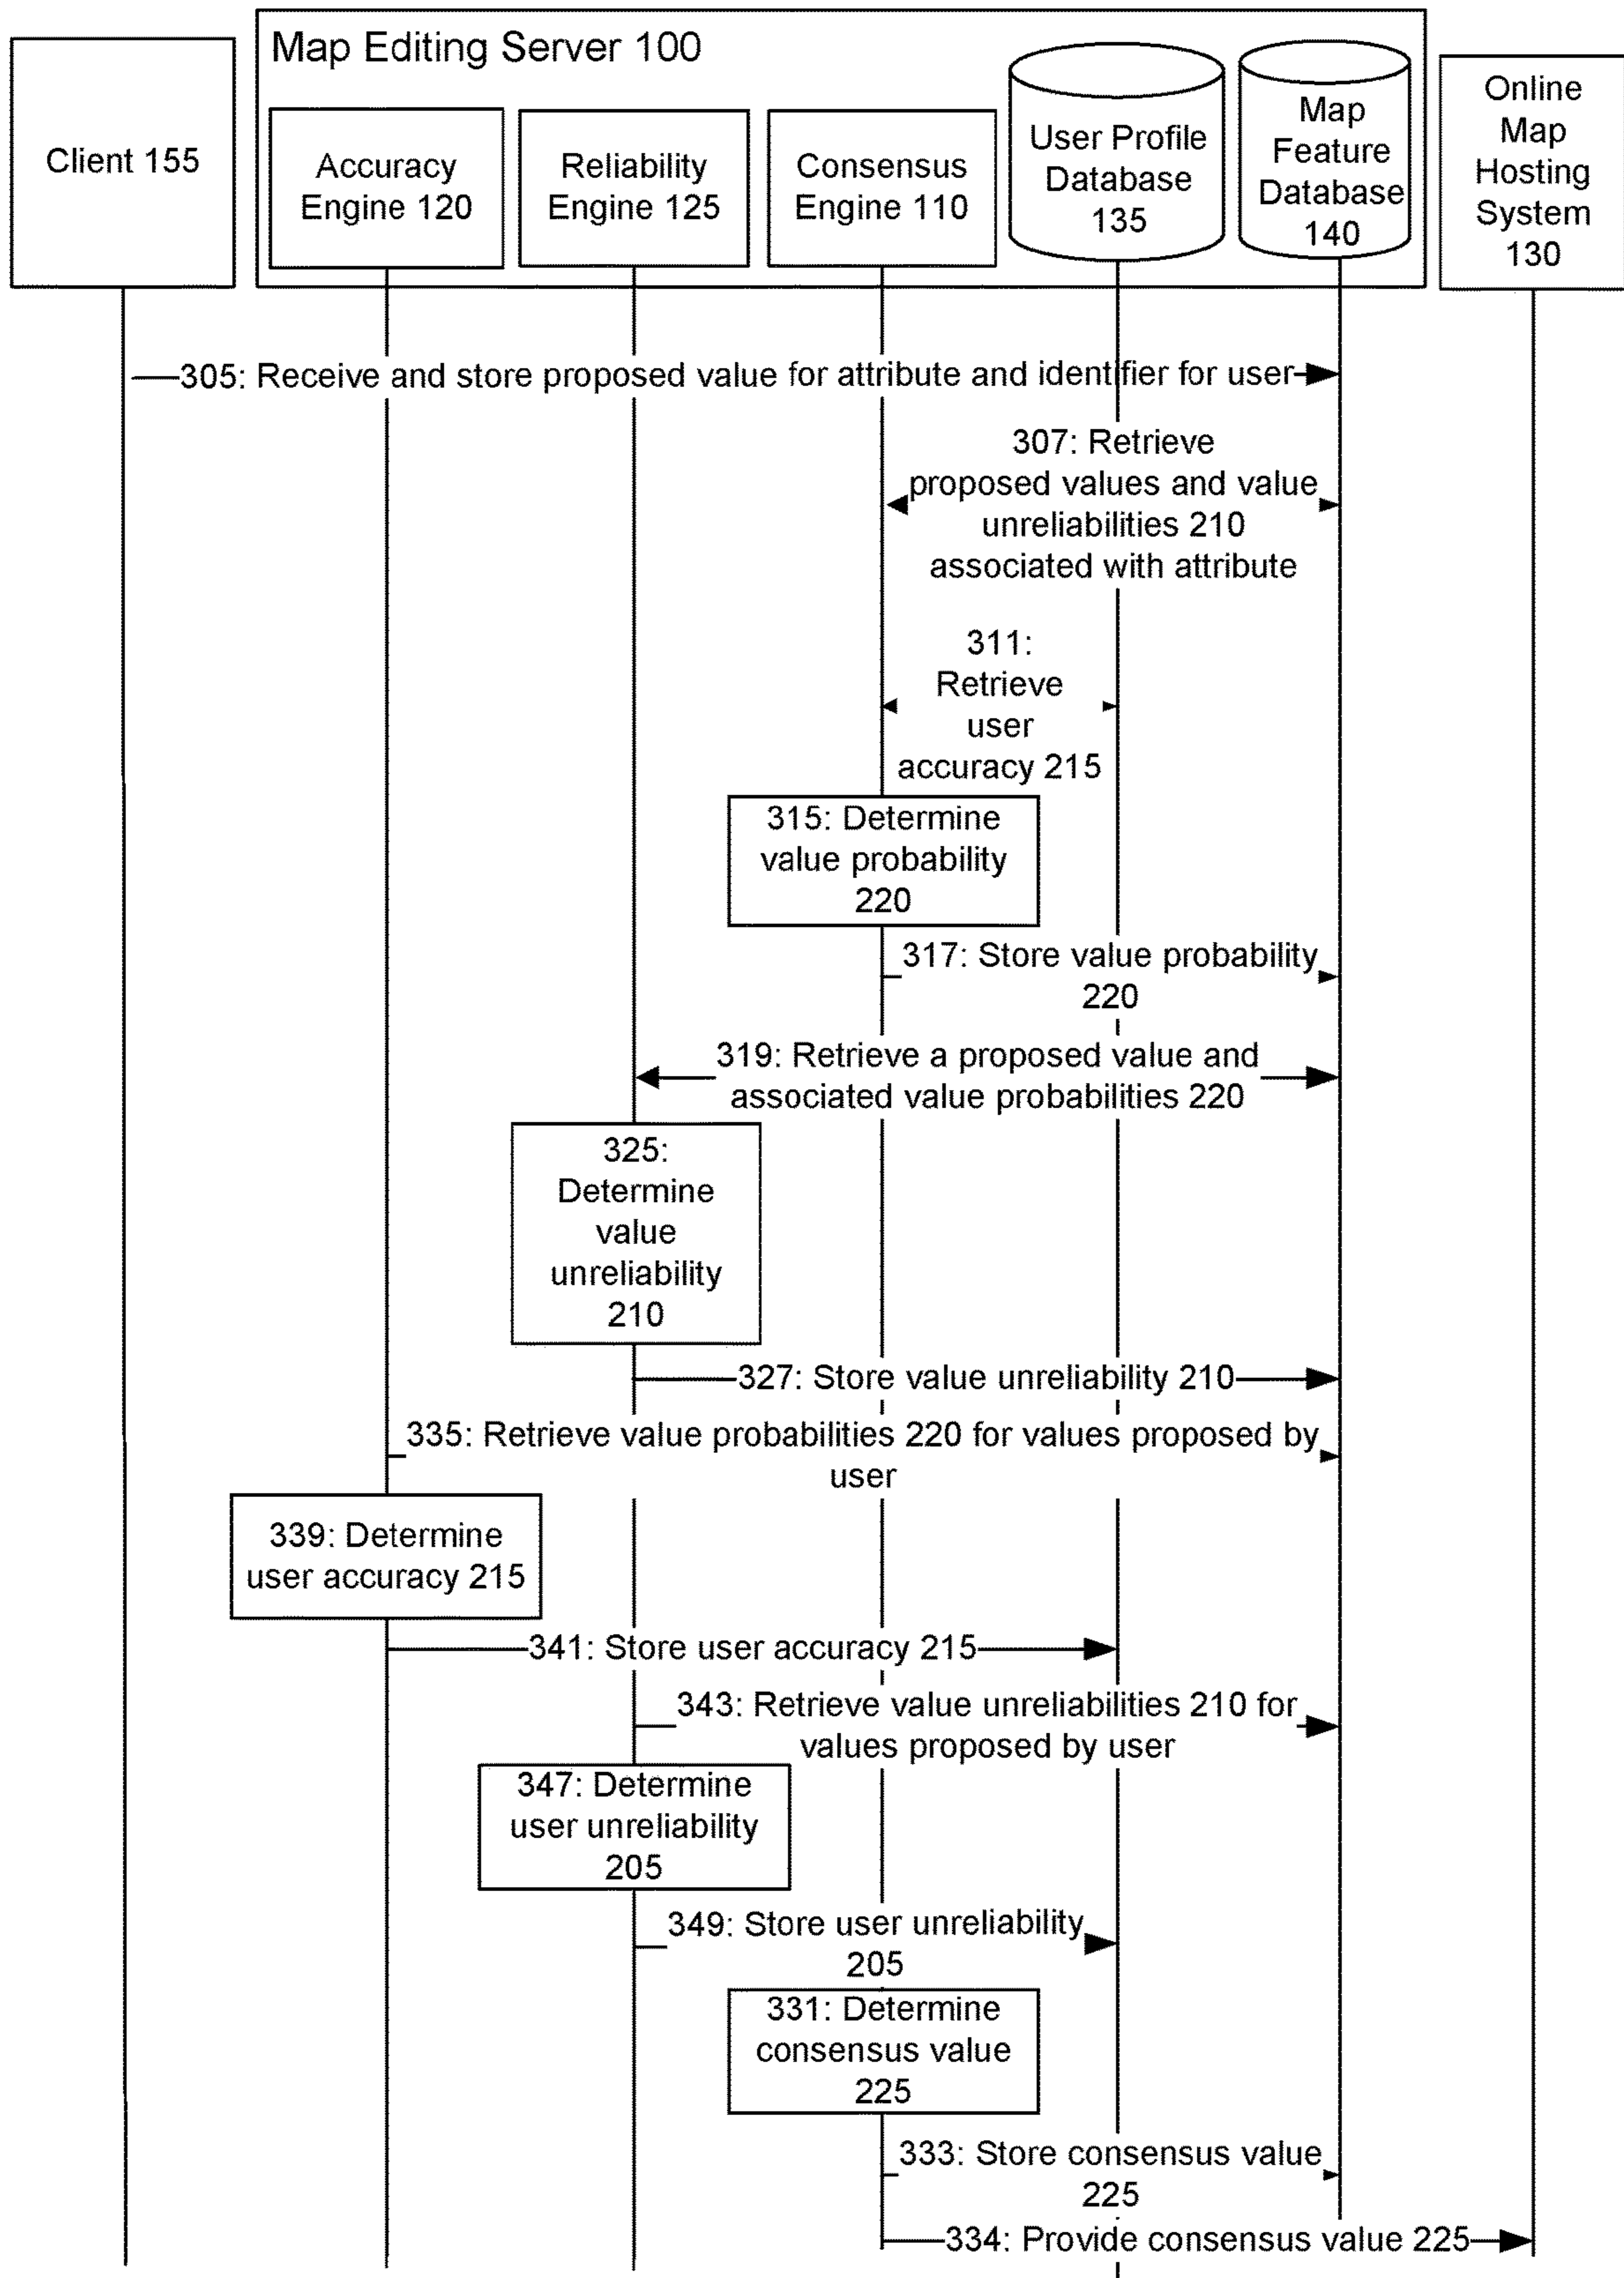 Map Editing Server 100
Client 155
Accuracy
Engine 120
Reliability
Engine 125
Consensus
Engine 110
User Profile
Database
135
Map
Feature
Database
140
Online
Map
Hosting
System
130
305: Receive and store proposed value for attribute and identifier for user
307: Retrieve
proposed values and value
unreliabilities 210
associated with attribute
311:
Retrieve
user
accuracy 215
315: Determine
value probability
220
317: Store value probability
220
319: Retrieve a proposed value and
associated value probabilities 220
325:
Determine
value
unreliability
210
327: Store value unreliability 210
335: Retrieve value probabilities 220 for values proposed by
user
339: Determine
user accuracy 215
341: Store user accuracy 215
343: Retrieve value unreliabilities 210 for
values proposed by user
347: Determine
user unreliability
205
349: Store user unreliability
205
331: Determine
consensus value
225
333: Store consensus value
225
334: Provide consensus value 225